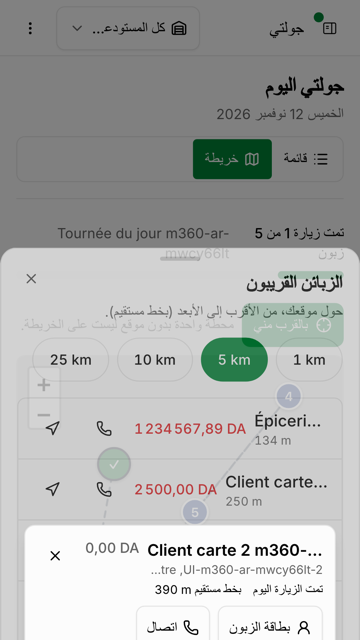 جولتي
كل المستودع...
جولتي اليوم
الخميس 12 نوفمبر 2026
قائمة
خريطة
تمت زيارة 1 من 5
زبون
Tournée du jour m360-ar-
mwcy66lt
الزبائن القريبون
حول موقعك، من الأقرب إلى الأبعد (بخط مستقيم).
بالقرب مني
محطة واحدة بدون موقع ليست على الخريطة.
1 km
5 km
10 km
25 km
+
−
4
Épiceri...
1 234 567,89 DA
134 m
Client carte...
2 500,00 DA
250 m
5
Client carte 2 m360-...
0,00 DA
...tre ,UI-m360-ar-mwcy66lt-2
تمت الزيارة اليوم
بخط مستقيم 390 m
بطاقة الزبون
اتصال